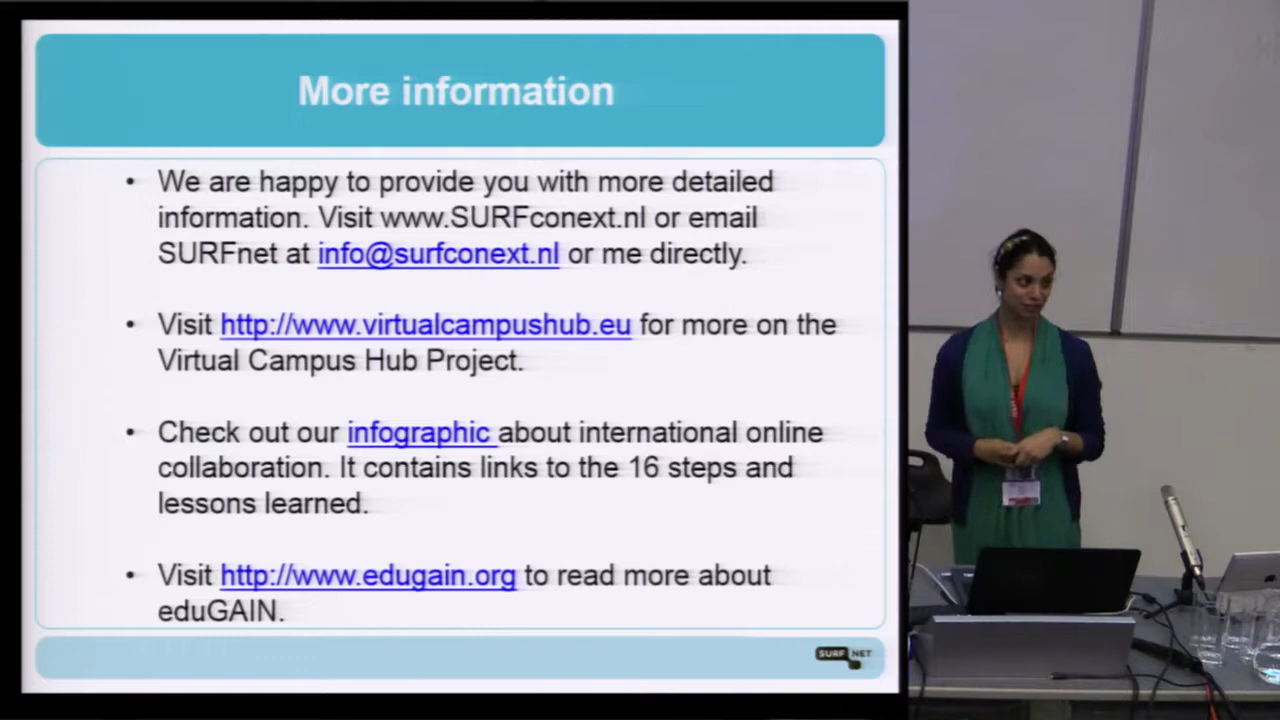 More information
• We are happy to provide you with more detailed
information. Visit www.SURFconext.nl or email
SURFnet at info@surfconext.nl or me directly.
• Visit http://www.virtualcampushub.eu for more on the
Virtual Campus Hub Project.
• Check out our infographic about international online
collaboration. It contains links to the 16 steps and
lessons learned.
• Visit http://www.edugain.org to read more about
eduGAIN.
SURF NET